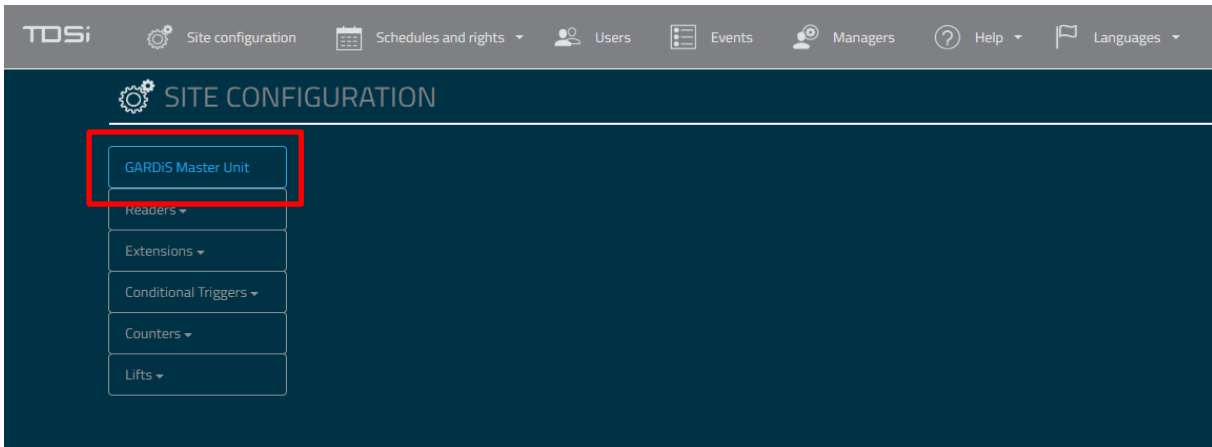 TDSi Site configuration Schedules and rights Users Events Managers Help Languages
SITE CONFIGURATION
GARDiS Master Unit
Readers
Extensions
Conditional Triggers
Counters
Lifts